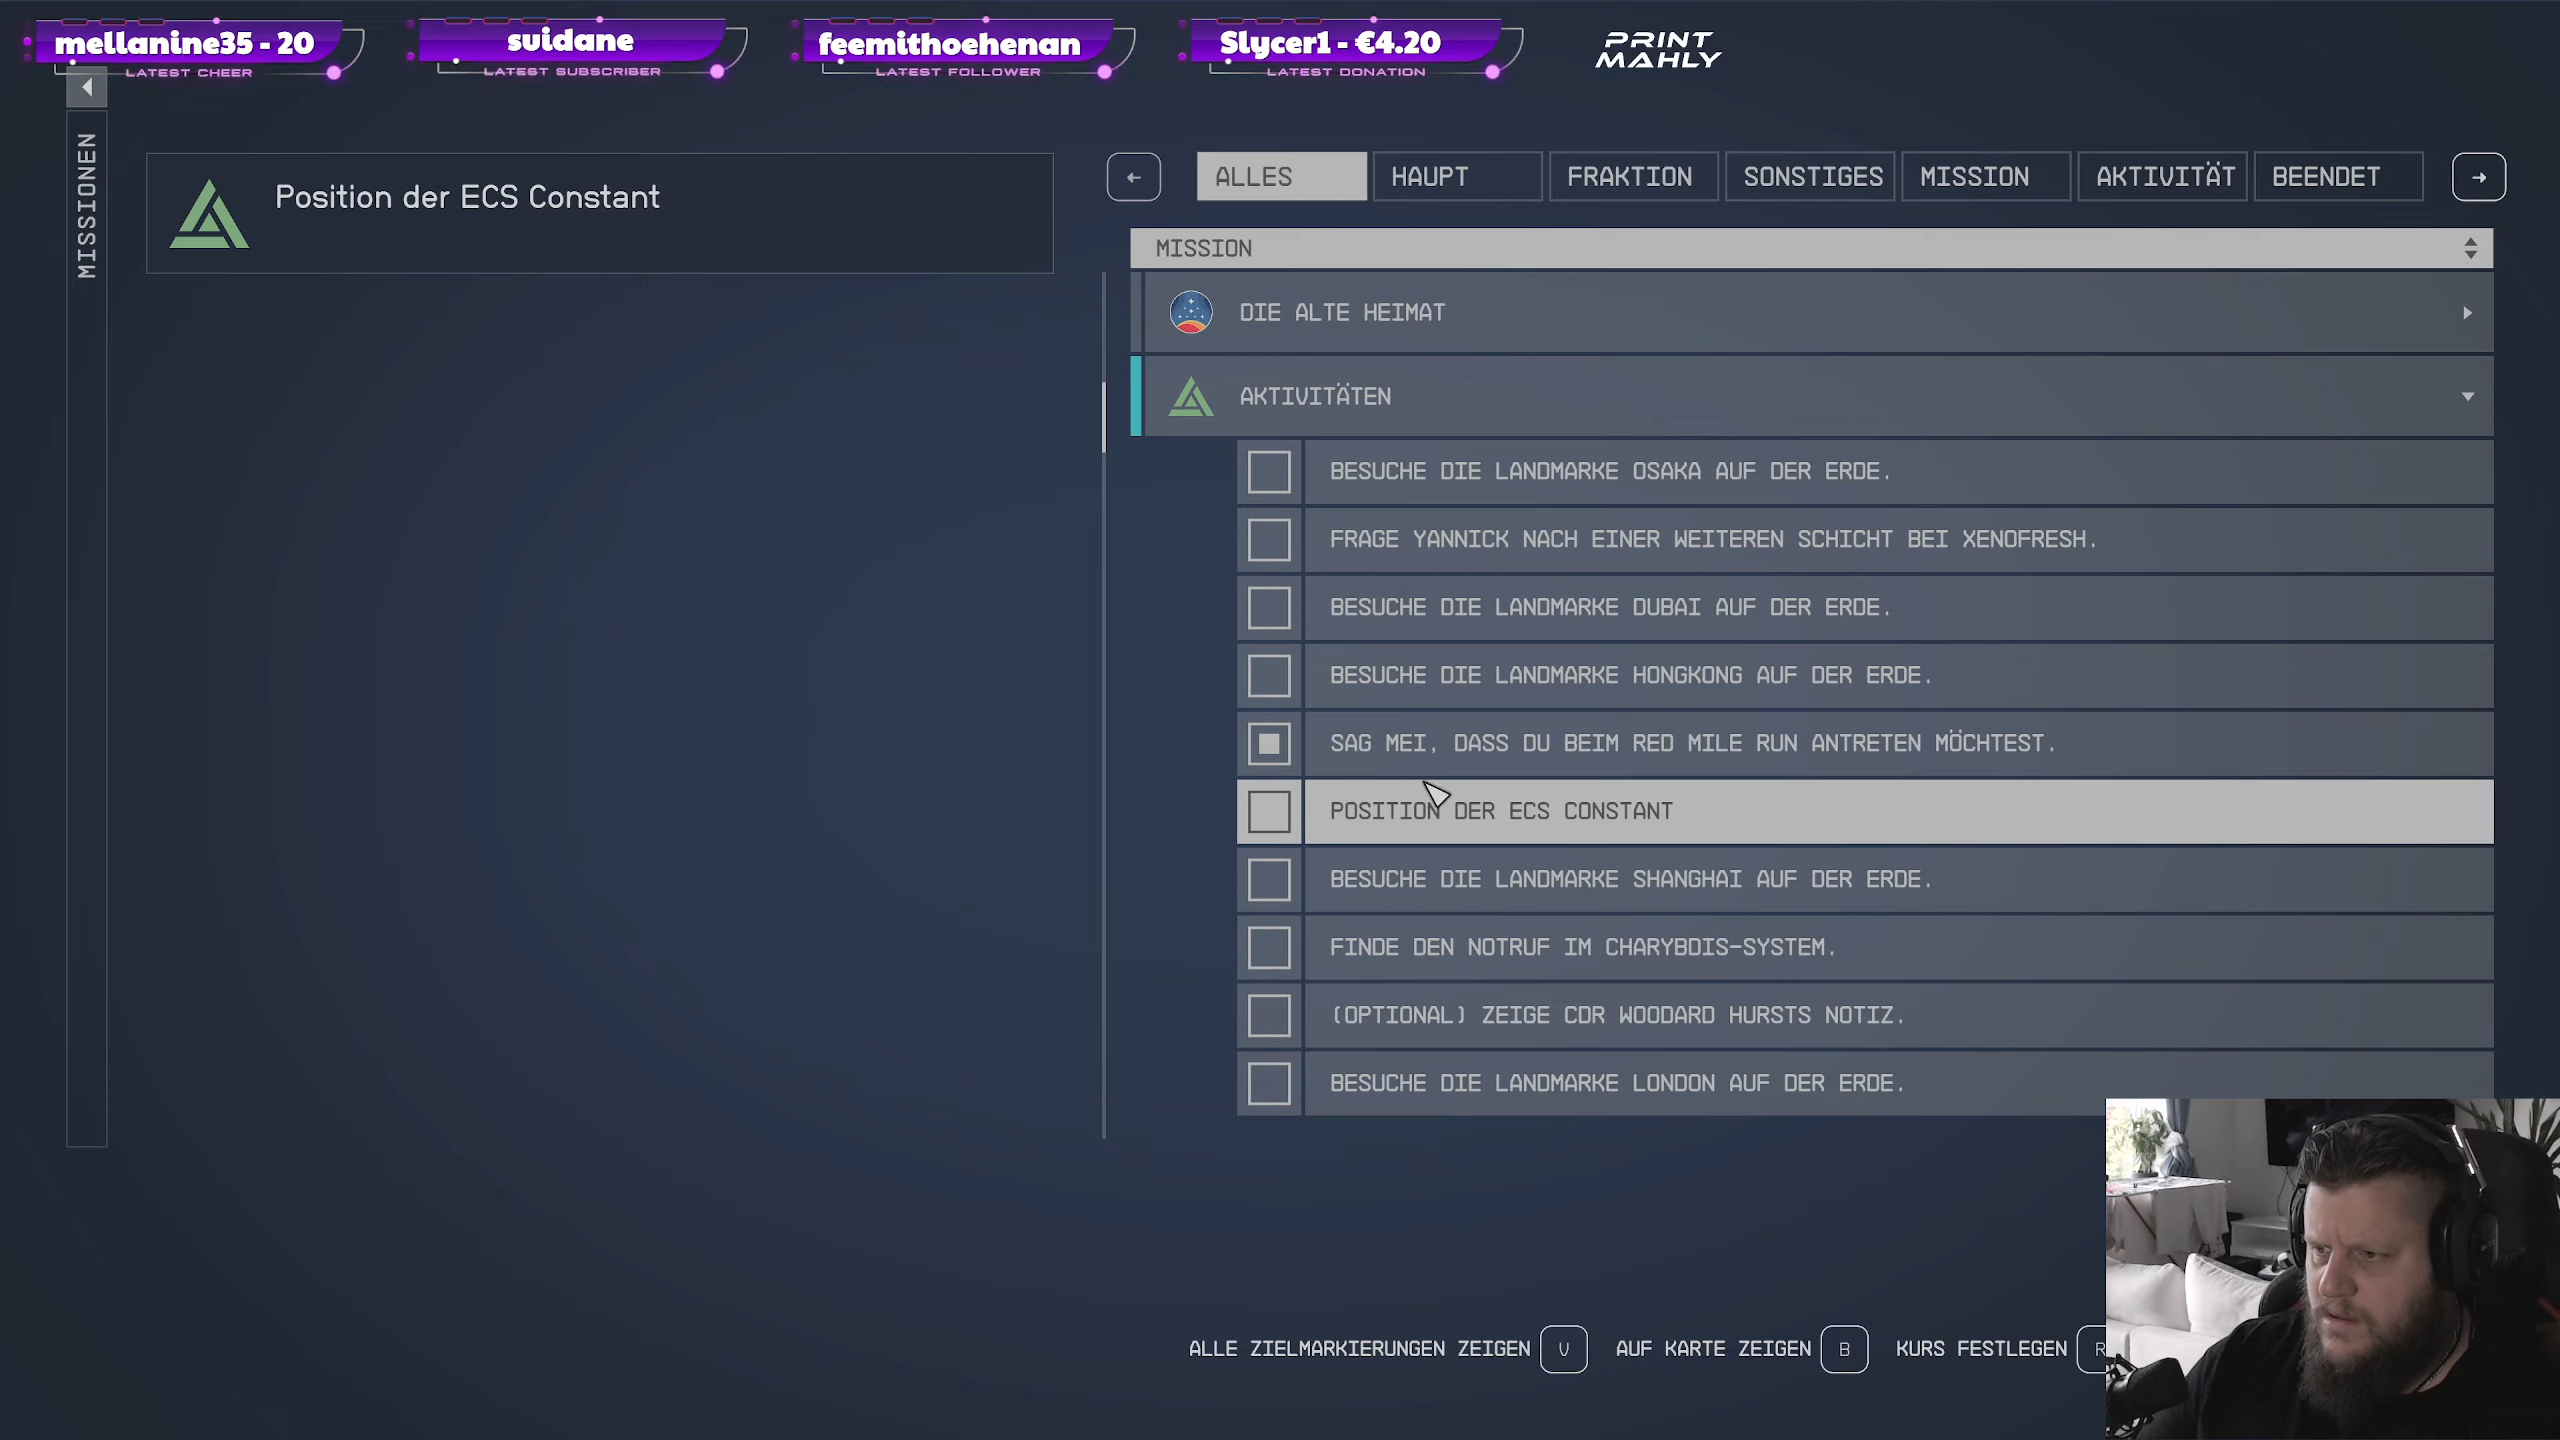 mellanine35 - 20
LATEST CHEER
suidane
LATEST SUBSCRIBER
feemithoehenan
LATEST FOLLOWER
Slycer1 - €4.20
LATEST DONATION
PRINT
MAHLY
MISSIONEN
Position der ECS Constant
ALLES
HAUPT
FRAKTION
SONSTIGES
MISSION
AKTIVITÄT
BEENDET
MISSION
DIE ALTE HEIMAT
AKTIVITÄTEN
BESUCHE DIE LANDMARKE OSAKA AUF DER ERDE.
FRAGE YANNICK NACH EINER WEITEREN SCHICHT BEI XENOFRESH.
BESUCHE DIE LANDMARKE DUBAI AUF DER ERDE.
BESUCHE DIE LANDMARKE HONGKONG AUF DER ERDE.
SAG MEI, DASS DU BEIM RED MILE RUN ANTRETEN MÖCHTEST.
POSITION DER ECS CONSTANT
BESUCHE DIE LANDMARKE SHANGHAI AUF DER ERDE.
FINDE DEN NOTRUF IM CHARYBDIS-SYSTEM.
(OPTIONAL) ZEIGE CDR WOODARD HURSTS NOTIZ.
BESUCHE DIE LANDMARKE LONDON AUF DER ERDE.
ALLE ZIELMARKIERUNGEN ZEIGEN V
AUF KARTE ZEIGEN B
KURS FESTLEGEN R